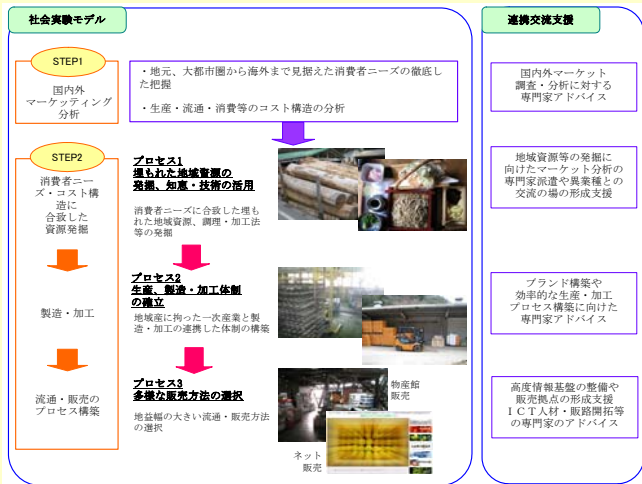 社会実験モデル
連携交流支援
STEP1
国内外
マーケッティング
分析
・地元、大都市圏から海外まで見据えた消費者ニーズの徹底し
た把握
・生産・流通・消費等のコスト構造の分析
国内外マーケット
調査・分析に対する
専門家アドバイス
STEP2
消費者ニー
ズ・コスト構
造に
合致した
資源発掘
プロセス1
埋もれた地域資源の
発掘、知恵・技術の活用
消費者ニーズに合致した埋も
れた地域資源、調理・加工法
等の発掘
地域資源等の発掘に
向けたマーケット分析の
専門家派遣や異業種との
交流の場の形成支援
製造・加工
プロセス2
生産、製造・加工体制
の確立
地域産に拘った一次産業と製
造・加工の連携した体制の構築
ブランド構築や
効率的な生産・加工
プロセス構築に向けた
専門家アドバイス
流通・販売の
プロセス構築
プロセス3
多様な販売方法の選択
地益幅の大きい流通・販売方法
の選択
物産館
販売
ネット
販売
高度情報基盤の整備や
販売拠点の形成支援
ＩＣＴ人材・販路開拓等
の専門家のアドバイス